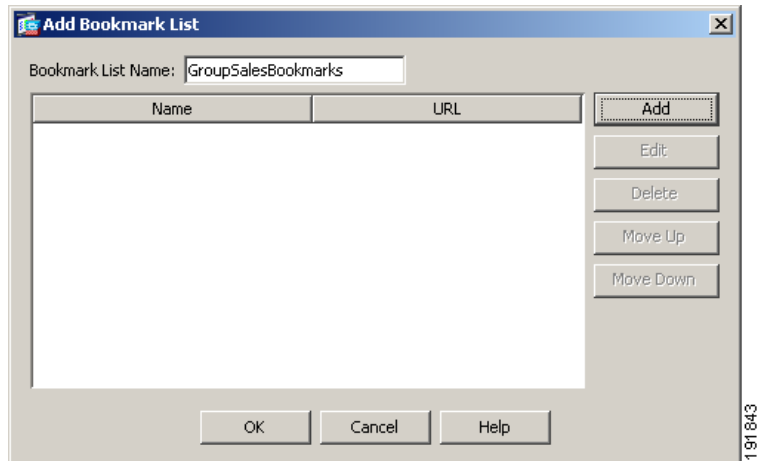 Add Bookmark List
Bookmark List Name: GroupSalesBookmarks
Name URL
Add
Edit
Delete
Move Up
Move Down
OK Cancel Help
191843